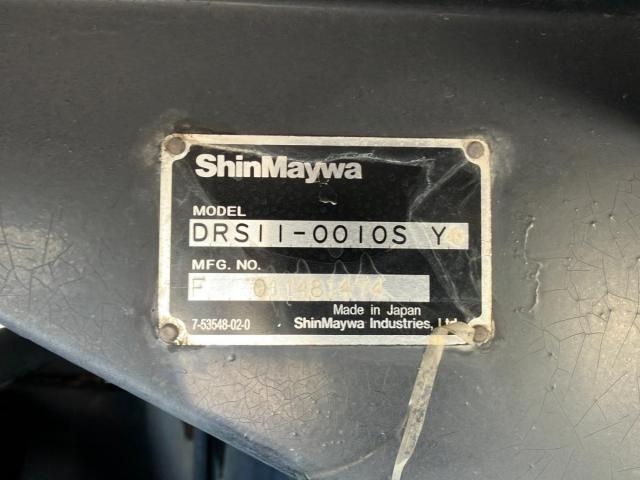 ShinMaywa
MODEL
DRS11-0010S Y
MFG. NO.
F
Made in Japan
7-53548-02-0
ShinMaywa Industries, Ltd.